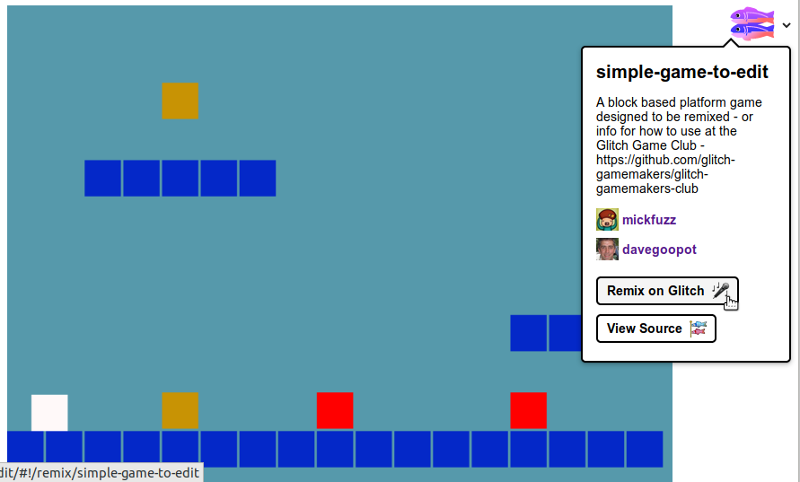 simple-game-to-edit
A block based platform game
designed to be remixed - or
info for how to use at the
Glitch Game Club -
https://github.com/glitch-
gamemakers/glitch-
gamemakers-club
mickfuzz
davegoopot
Remix on Glitch
View Source
dit/#!/remix/simple-game-to-edit